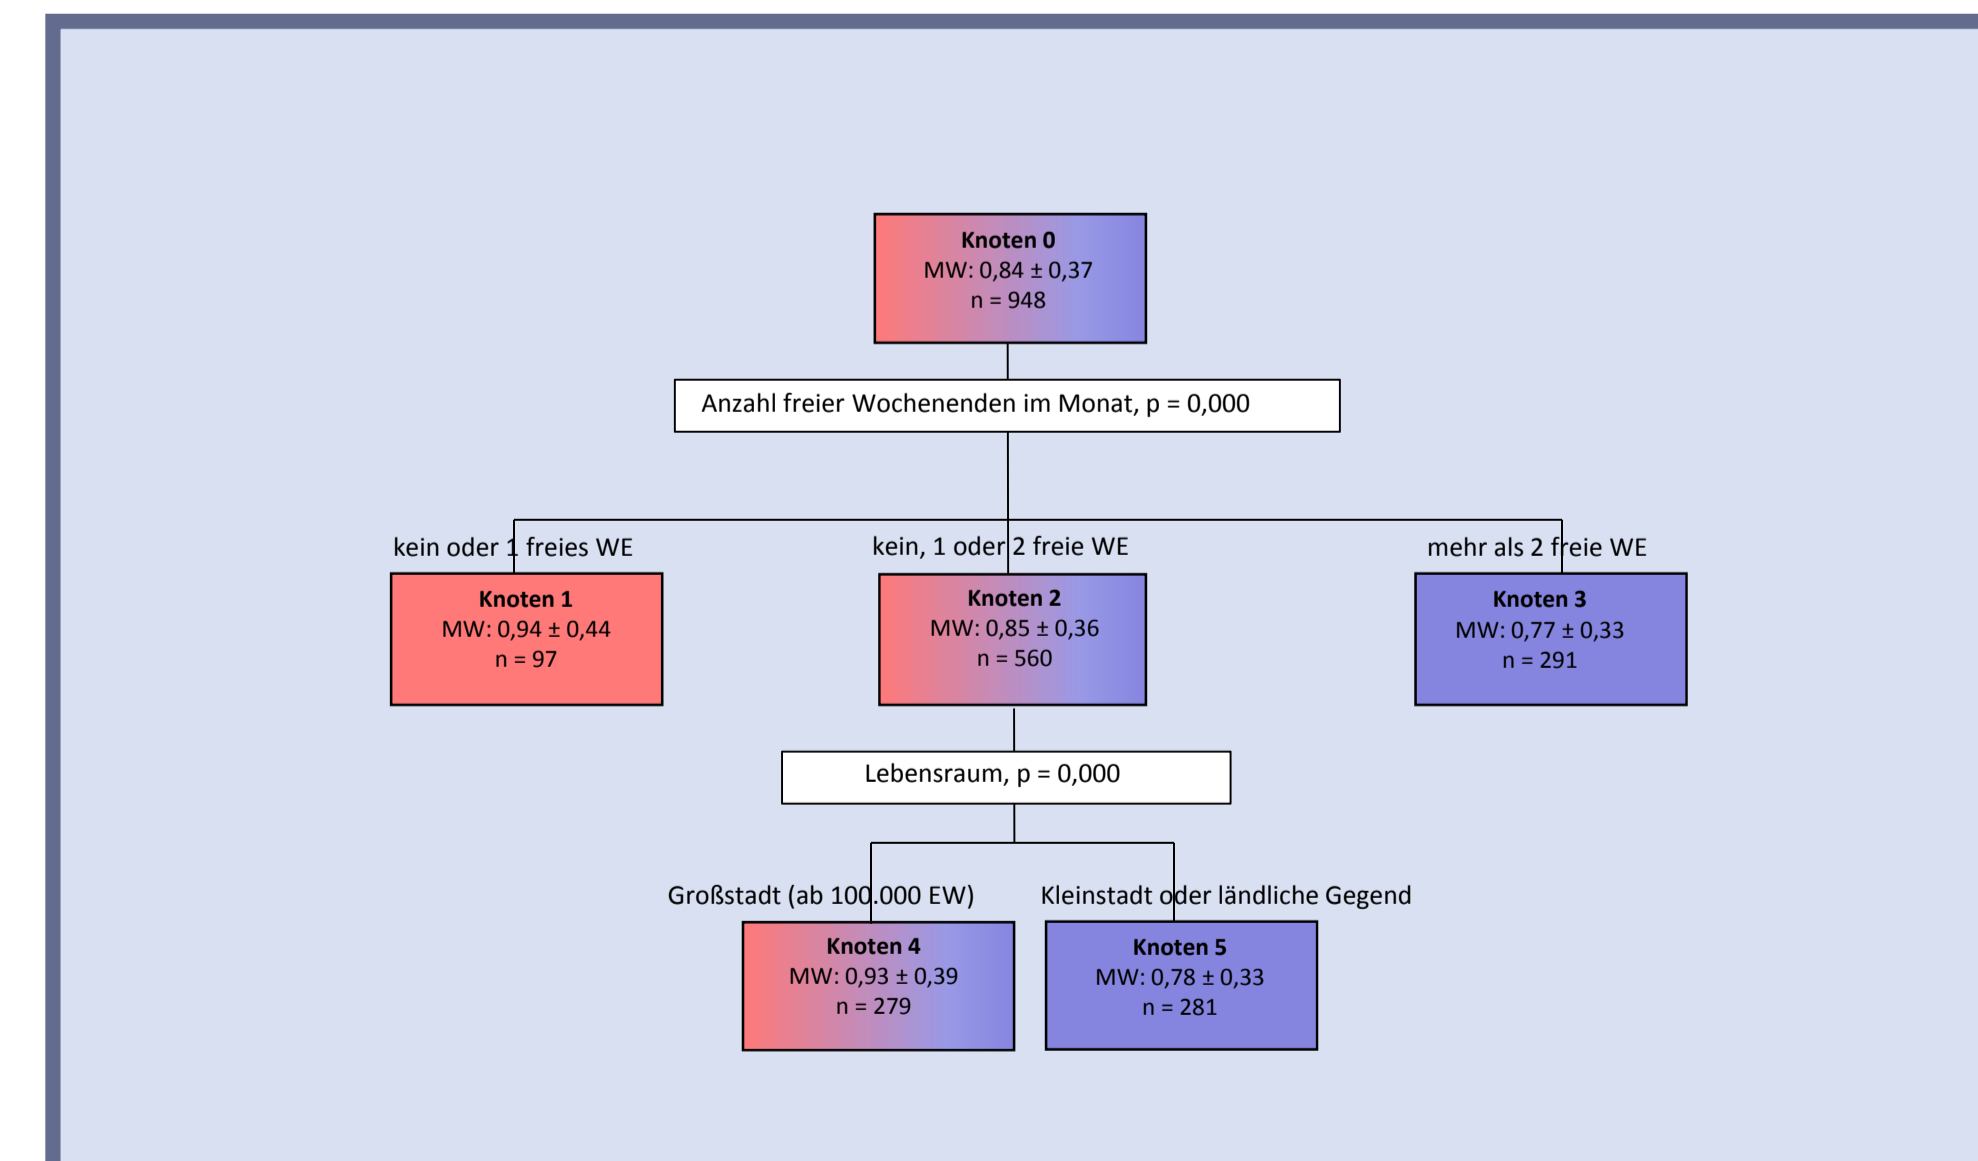 Knoten 0
MW: 0,84 ± 0,37
n = 948
Anzahl freier Wochenenden im Monat, p = 0,000
kein oder 1 freies WE
kein, 1 oder 2 freie WE
mehr als 2 freie WE
Knoten 1
MW: 0,94 ± 0,44
n = 97
Knoten 2
MW: 0,85 ± 0,36
n = 560
Knoten 3
MW: 0,77 ± 0,33
n = 291
Lebensraum, p = 0,000
Großstadt (ab 100.000 EW)
Kleinstadt oder ländliche Gegend
Knoten 4
MW: 0,93 ± 0,39
n = 279
Knoten 5
MW: 0,78 ± 0,33
n = 281